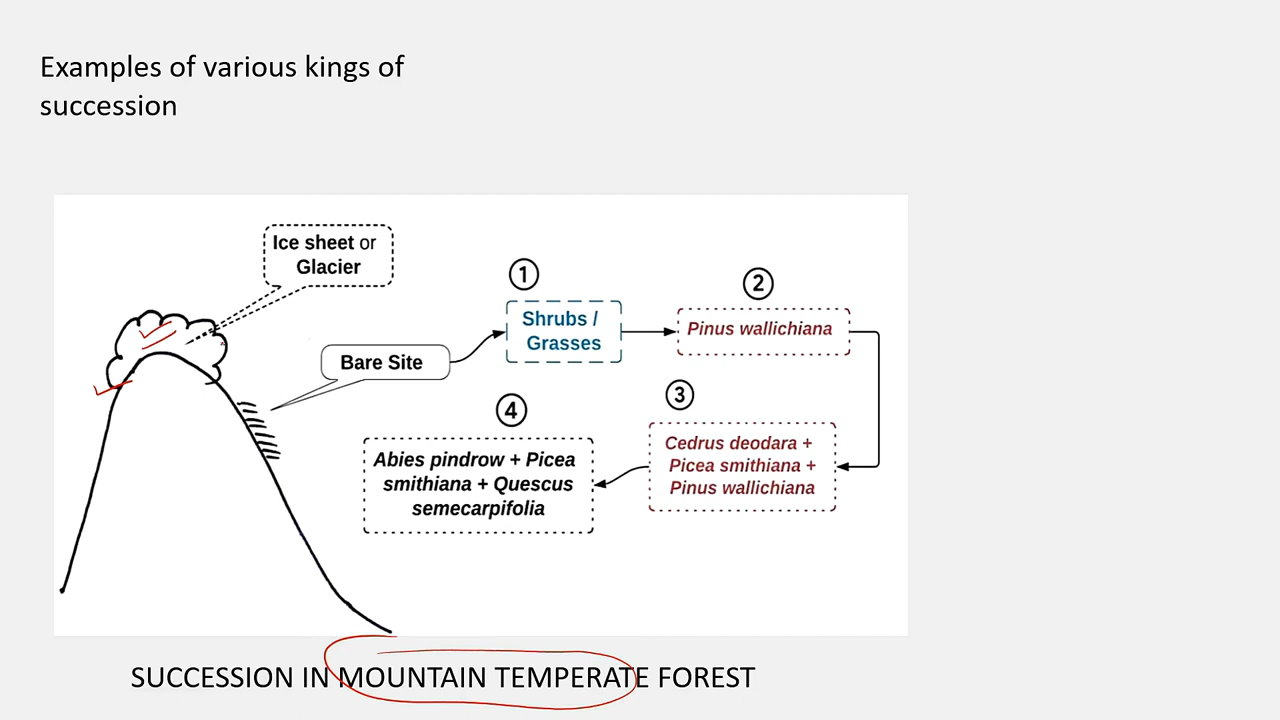 Examples of various kings of
succession
Ice sheet or
Glacier
Bare Site
①
Shrubs /
Grasses
②
Pinus wallichiana
③
Cedrus deodara +
Picea smithiana +
Pinus wallichiana
④
Abies pindrow + Picea
smithiana + Quescus
semecarpifolia
SUCCESSION IN MOUNTAIN TEMPERATE FOREST